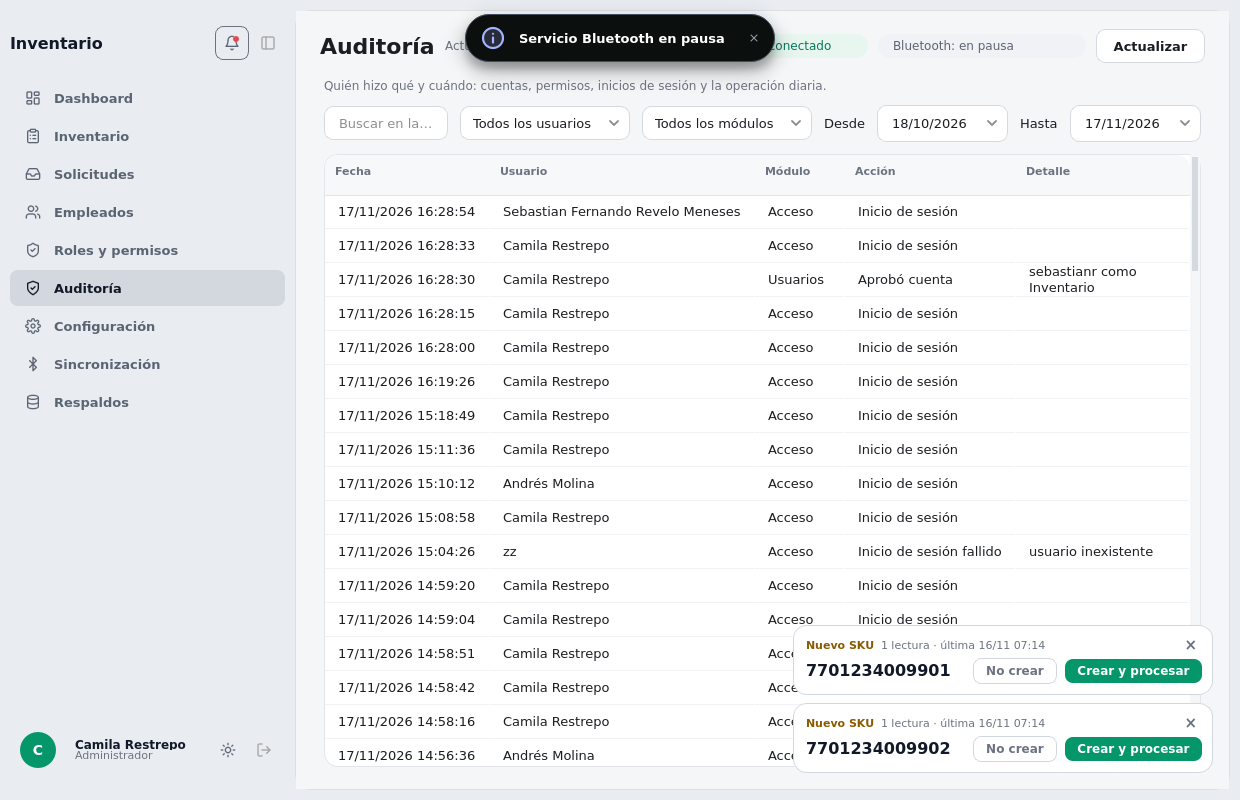 Inventario
Dashboard
Inventario
Solicitudes
Empleados
Roles y permisos
Auditoría
Configuración
Sincronización
Respaldos
C
Camila Restrepo
Administrador
Auditoría
Servicio Bluetooth en pausa
Bluetooth: en pausa
Actualizar
Quién hizo qué y cuándo: cuentas, permisos, inicios de sesión y la operación diaria.
Buscar en la…
Todos los usuarios
Todos los módulos
Desde
18/10/2026
Hasta
17/11/2026
Fecha Usuario Módulo Acción Detalle
17/11/2026 16:28:54 Sebastian Fernando Revelo Meneses Acceso Inicio de sesión
17/11/2026 16:28:33 Camila Restrepo Acceso Inicio de sesión
17/11/2026 16:28:30 Camila Restrepo Usuarios Aprobó cuenta sebastianr como
Inventario
17/11/2026 16:28:15 Camila Restrepo Acceso Inicio de sesión
17/11/2026 16:28:00 Camila Restrepo Acceso Inicio de sesión
17/11/2026 16:19:26 Camila Restrepo Acceso Inicio de sesión
17/11/2026 15:18:49 Camila Restrepo Acceso Inicio de sesión
17/11/2026 15:11:36 Camila Restrepo Acceso Inicio de sesión
17/11/2026 15:10:12 Andrés Molina Acceso Inicio de sesión
17/11/2026 15:08:58 Camila Restrepo Acceso Inicio de sesión
17/11/2026 15:04:26 zz Acceso Inicio de sesión fallido usuario inexistente
17/11/2026 14:59:20 Camila Restrepo Acceso Inicio de sesión
17/11/2026 14:59:04 Camila Restrepo Acceso Inicio de sesión
17/11/2026 14:58:51 Camila Restrepo
17/11/2026 14:58:42 Camila Restrepo
17/11/2026 14:58:16 Camila Restrepo
17/11/2026 14:56:36 Andrés Molina
Nuevo SKU 1 lectura · última 16/11 07:14
7701234009901 No crear Crear y procesar
Nuevo SKU 1 lectura · última 16/11 07:14
7701234009902 No crear Crear y procesar